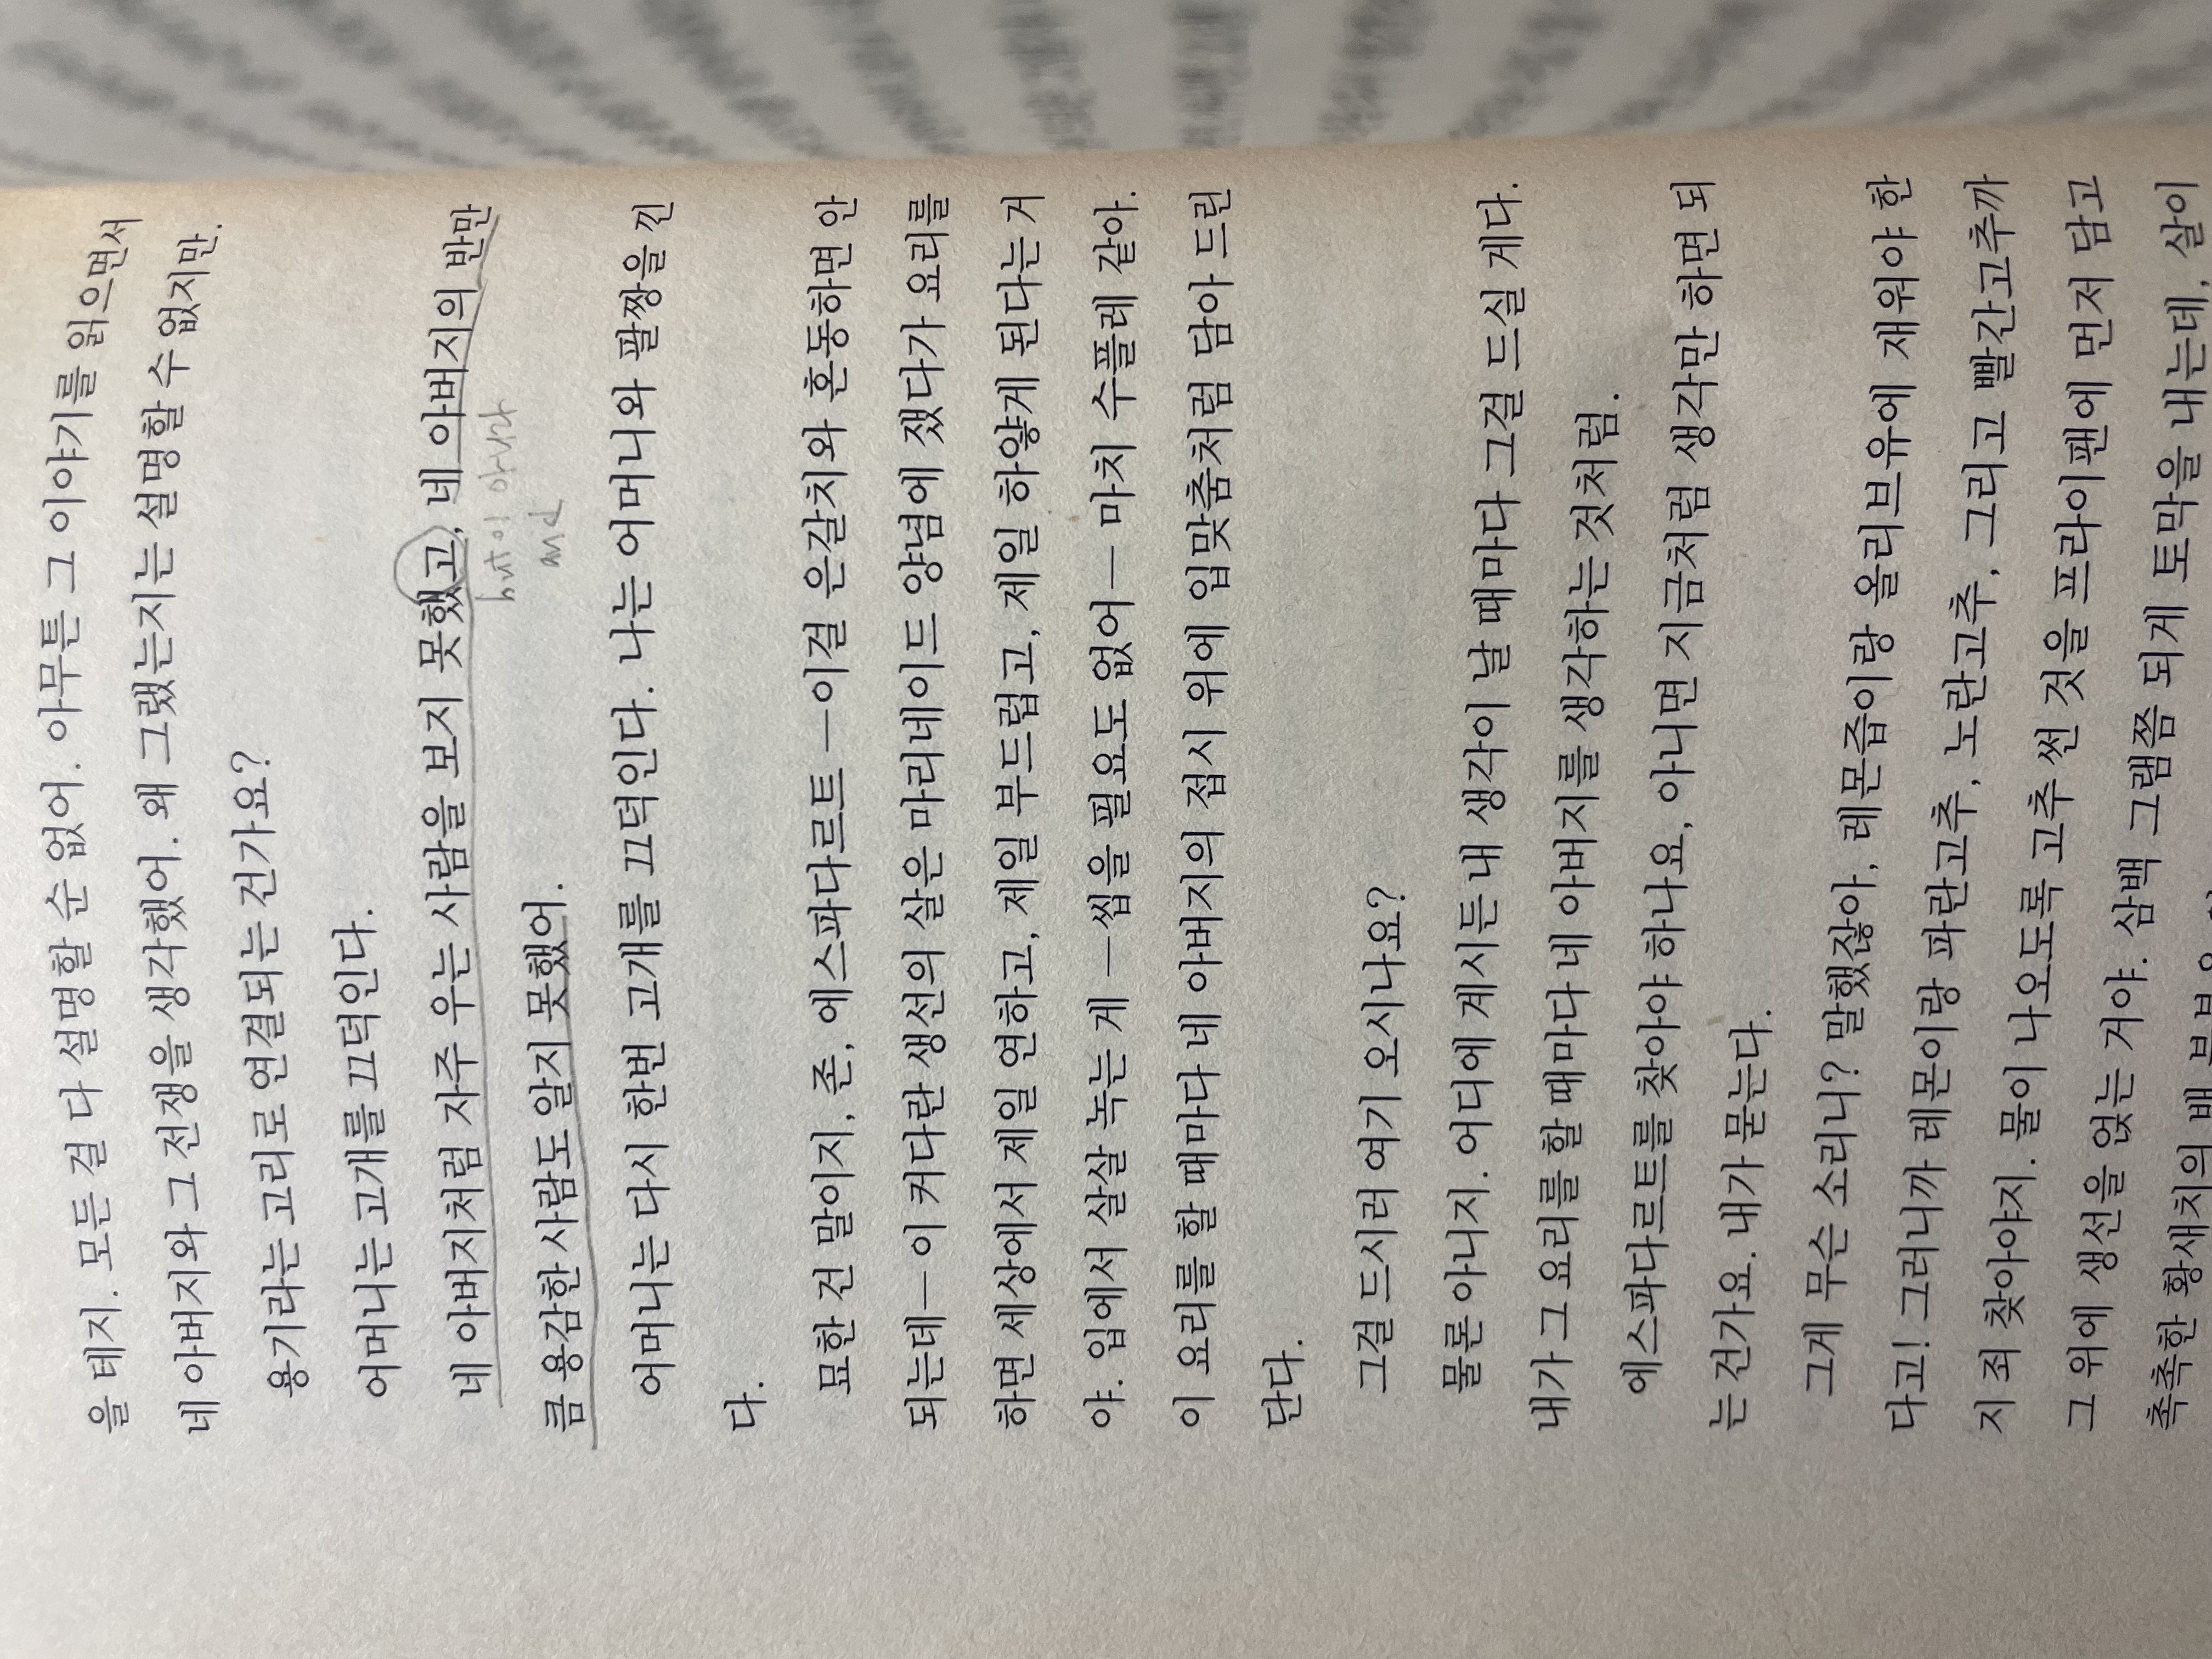 을 테지. 모든 걸 다 설명할 순 없어. 아무튼 그 이야기를 읽으면서
네 아버지와 그 전쟁을 생각했어. 왜 그랬는지는 설명할 수 없지만.
용기라는 고리로 연결되는 건가요?
어머니는 고개를 끄덕인다.
네 아버지처럼 자주 우는 사람을 보지 못했고, 네 아버지의 반만
but이 아니라
and
큼 용감한 사람도 알지 못했어.
어머니는 다시 한번 고개를 끄덕인다. 나는 어머니와 팔짱을 낀
다.
묘한 건 말이지, 존, 에스파다르트 —이걸 은갈치와 혼동하면 안
되는데— 이 커다란 생선의 살은 마리네이드 양념에 쟀다가 요리를
하면 세상에서 제일 연하고, 제일 부드럽고, 제일 하얗게 된다는 거
야. 입에서 살살 녹는 게 —씹을 필요도 없어— 마치 수플레 같아.
이 요리를 할 때마다 네 아버지의 접시 위에 입맞춤처럼 담아 드린
단다.
그걸 드시러 여기 오시나요?
물론 아니지. 어디에 계시든 내 생각이 날 때마다 그걸 드실 게다.
내가 그 요리를 할 때마다 네 아버지를 생각하는 것처럼.
에스파다르트를 찾아야 하나요, 아니면 지금처럼 생각만 하면 되
는 건가요. 내가 묻는다.
그게 무슨 소리니? 말했잖아, 레몬즙이랑 올리브유에 재워야 한
다고! 그러니까 레몬이랑 파란고추, 노란고추, 그리고 빨간고추까
지 죄 찾아야지. 물이 나오도록 고추 썬 것을 프라이팬에 먼저 담고
그 위에 생선을 얹는 거야. 삼백 그램쯤 되게 토막을 내는데, 살이
촉촉한 황새치의 배